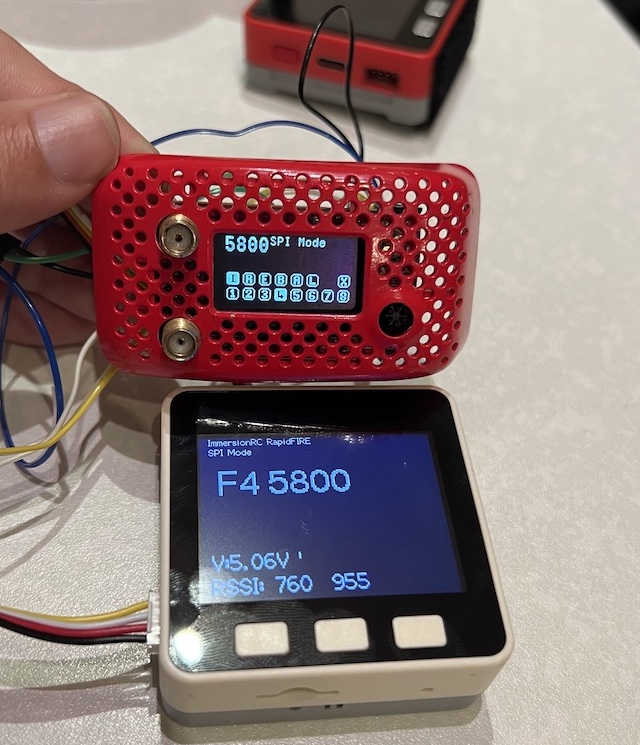 5800 SPI Mode
I R E B A L X
1 2 3 4 5 6 7 8
ImmersionRC RapidFIRE
SPI Mode
F4 5800
V:5.06V '
RSSI: 760 955